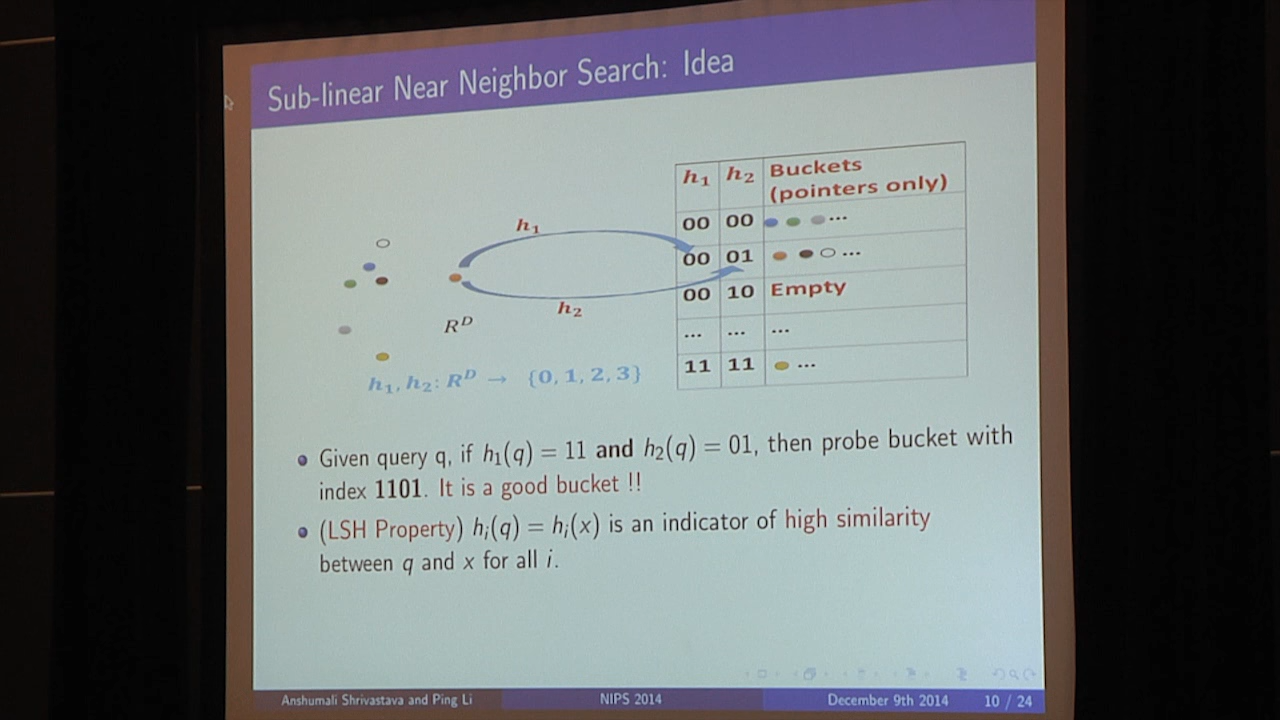 Sub-linear Near Neighbor Search: Idea
h₁ h₂ Buckets (pointers only)
00 00 ...
00 01 ...
00 10 Empty
... ... ...
11 11 ...
h₁
h₂
R^D
h₁, h₂: R^D → {0, 1, 2, 3}
Given query q, if h₁(q) = 11 and h₂(q) = 01, then probe bucket with
index 1101. It is a good bucket !!
(LSH Property) hᵢ(q) = hᵢ(x) is an indicator of high similarity
between q and x for all i.
Anshumali Shrivastava and Ping Li NIPS 2014 December 9th 2014 10 / 24